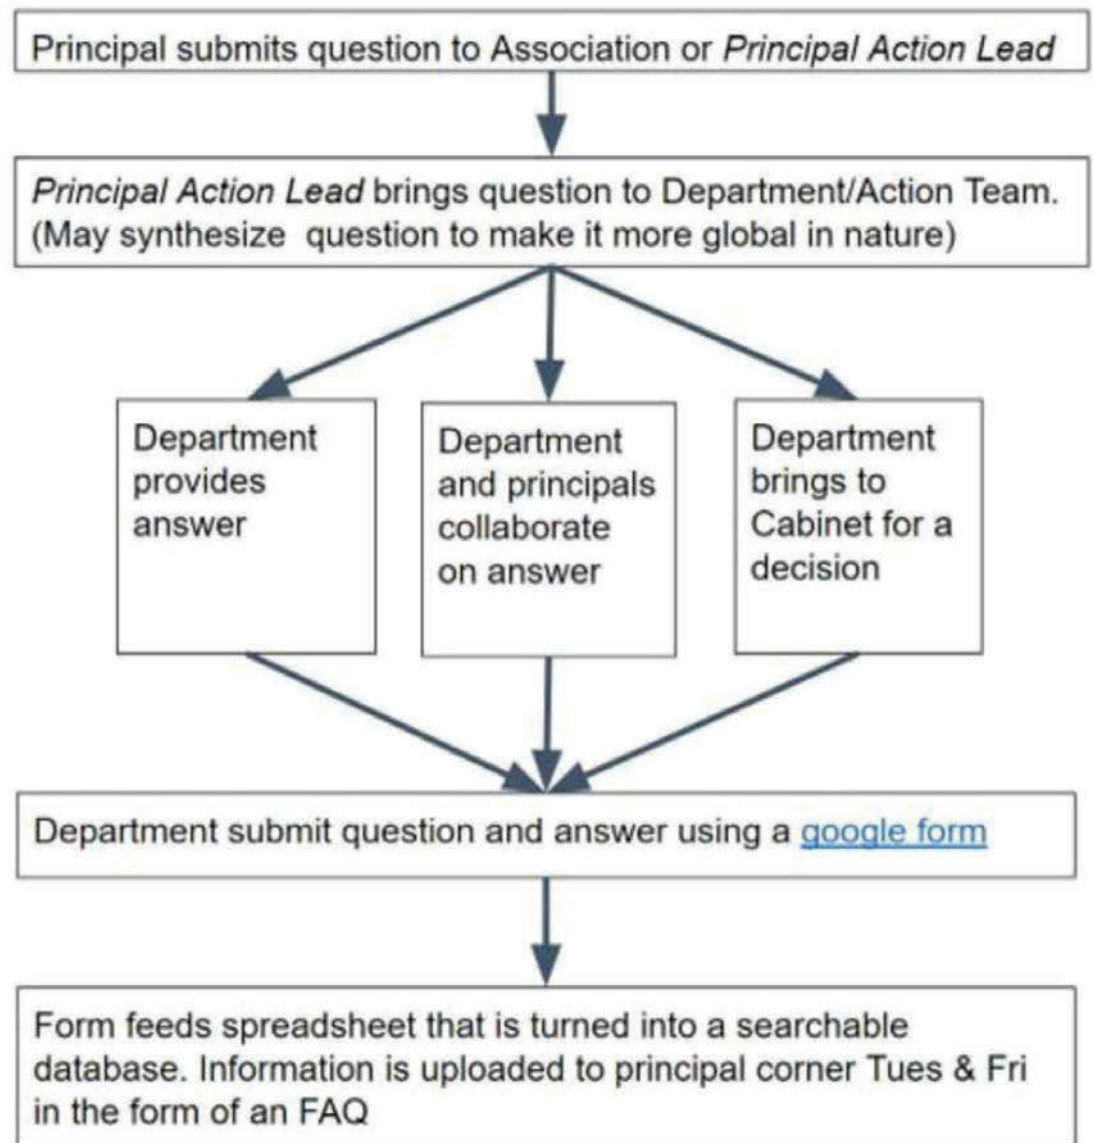 Principal submits question to Association or Principal Action Lead
Principal Action Lead brings question to Department/Action Team.
(May synthesize question to make it more global in nature)
Department
provides
answer
Department
and principals
collaborate
on answer
Department
brings to
Cabinet for a
decision
Department submit question and answer using a google form
Form feeds spreadsheet that is turned into a searchable
database. Information is uploaded to principal corner Tues & Fri
in the form of an FAQ